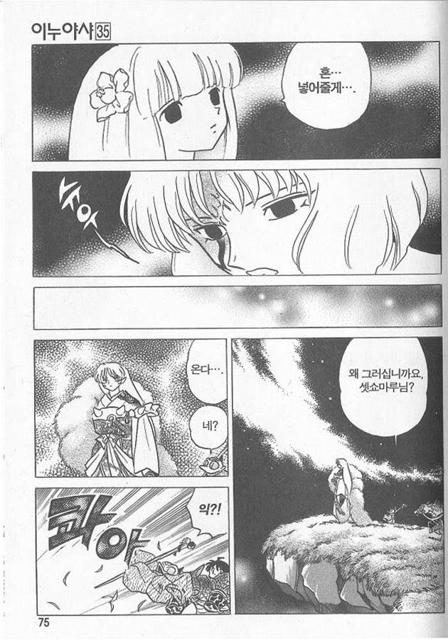 이누야샤 35
혼…
넣어줄게….
쿠아
왜 그러십니까요,
셋쇼마루님?
온다….
네?
콰아
익?!
75